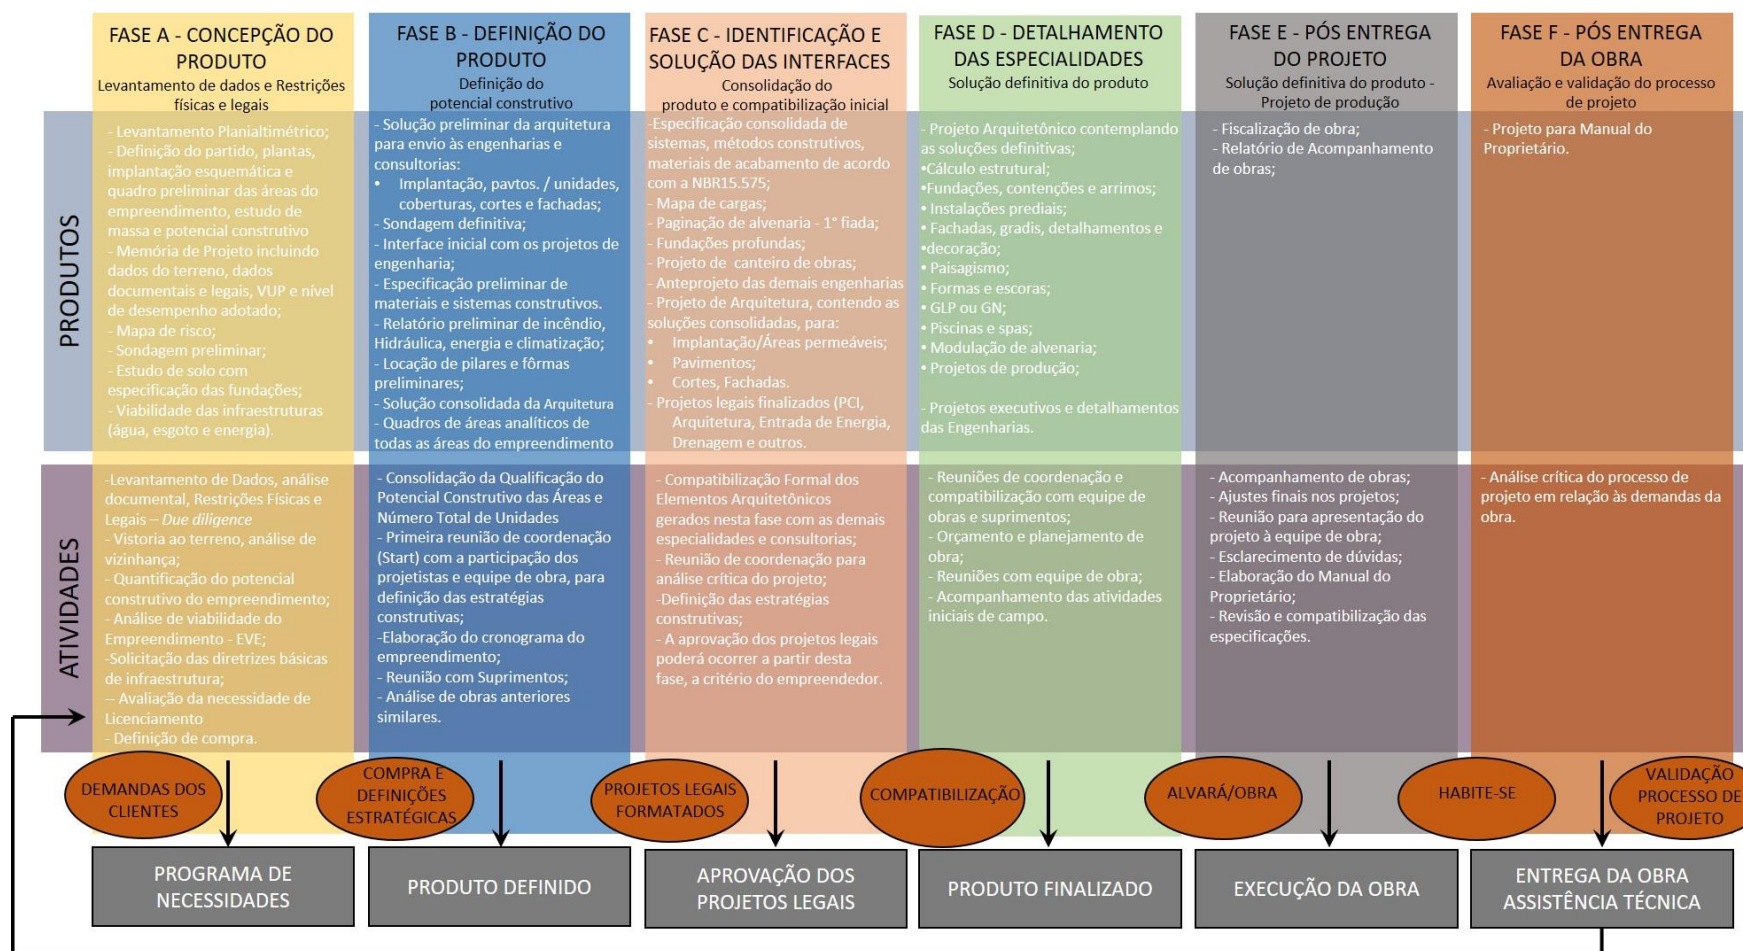 FASE A - CONCEPÇÃO DO
PRODUTO
Levantamento de dados e Restrições
físicas e legais
FASE B - DEFINIÇÃO DO
PRODUTO
Definição do
potencial construtivo
FASE C - IDENTIFICAÇÃO E
SOLUÇÃO DAS INTERFACES
Consolidação do
produto e compatibilização inicial
FASE D - DETALHAMENTO
DAS ESPECIALIDADES
Solução definitiva do produto
FASE E - PÓS ENTREGA
DO PROJETO
Solução definitiva do produto -
Projeto de produção
FASE F - PÓS ENTREGA
DA OBRA
Avaliação e validação do processo
de projeto
PRODUTOS
- Levantamento Planialtimétrico;
- Definição do partido, plantas,
implantação esquemática e
quadro preliminar das áreas do
empreendimento, estudo de
massa e potencial construtivo
- Memória de Projeto incluindo
dados do terreno, dados
documentais e legais, VUP e nível
de desempenho adotado;
- Mapa de risco;
- Sondagem preliminar;
- Estudo de solo com
especificação das fundações;
- Viabilidade das infraestruturas
(água, esgoto e energia).
- Solução preliminar da arquitetura
para envio às engenharias e
consultorias:
• Implantação, pavtos. / unidades,
coberturas, cortes e fachadas;
- Sondagem definitiva;
- Interface inicial com os projetos de
engenharia;
- Especificação preliminar de
materiais e sistemas construtivos.
- Relatório preliminar de incêndio,
Hidráulica, energia e climatização;
- Locação de pilares e fôrmas
preliminares;
- Solução consolidada da Arquitetura
- Quadros de áreas analíticos de
todas as áreas do empreendimento
-Especificação consolidada de
sistemas, métodos construtivos,
materiais de acabamento de acordo
com a NBR15.575;
- Mapa de cargas;
- Paginação de alvenaria - 1° fiada;
- Fundações profundas;
- Projeto de canteiro de obras;
- Anteprojeto das demais engenharias
- Projeto de Arquitetura, contendo as
soluções consolidadas, para:
• Implantação/Áreas permeáveis;
• Pavimentos;
• Cortes, Fachadas.
- Projetos legais finalizados (PCI,
Arquitetura, Entrada de Energia,
Drenagem e outros.
- Projeto Arquitetônico contemplando
as soluções definitivas;
•Cálculo estrutural;
•Fundações, contenções e arrimos;
• Instalações prediais;
• Fachadas, gradis, detalhamentos e
•decoração;
• Paisagismo;
• Formas e escoras;
• GLP ou GN;
• Piscinas e spas;
• Modulação de alvenaria;
• Projetos de produção;
- Projetos executivos e detalhamentos
das Engenharias.
- Fiscalização de obra;
- Relatório de Acompanhamento
de obras;
- Projeto para Manual do
Proprietário.
ATIVIDADES
-Levantamento de Dados, análise
documental, Restrições Físicas e
Legais – Due diligence
- Vistoria ao terreno, análise de
vizinhança;
- Quantificação do potencial
construtivo do empreendimento;
- Análise de viabilidade do
Empreendimento - EVE;
-Solicitação das diretrizes básicas
de infraestrutura;
-- Avaliação da necessidade de
Licenciamento
- Definição de compra.
- Consolidação da Qualificação do
Potencial Construtivo das Áreas e
Número Total de Unidades
- Primeira reunião de coordenação
(Start) com a participação dos
projetistas e equipe de obra, para
definição das estratégias
construtivas;
-Elaboração do cronograma do
empreendimento;
- Reunião com Suprimentos;
- Análise de obras anteriores
similares.
- Compatibilização Formal dos
Elementos Arquitetônicos
gerados nesta fase com as demais
especialidades e consultorias;
- Reunião de coordenação para
análise crítica do projeto;
-Definição das estratégias
construtivas;
- A aprovação dos projetos legais
poderá ocorrer a partir desta
fase, a critério do empreendedor.
- Reuniões de coordenação e
compatibilização com equipe de
obras e suprimentos;
- Orçamento e planejamento de
obra;
- Reuniões com equipe de obra;
- Acompanhamento das atividades
iniciais de campo.
- Acompanhamento de obras;
- Ajustes finais nos projetos;
- Reunião para apresentação do
projeto à equipe de obra;
- Esclarecimento de dúvidas;
- Elaboração do Manual do
Proprietário;
- Revisão e compatibilização das
especificações.
- Análise crítica do processo de
projeto em relação às demandas da
obra.
DEMANDAS DOS
CLIENTES
COMPRA E
DEFINIÇÕES
ESTRATÉGICAS
PROJETOS LEGAIS
FORMATADOS
COMPATIBILIZAÇÃO
ALVARÁ/OBRA
HABITE-SE
VALIDAÇÃO
PROCESSO DE
PROJETO
PROGRAMA DE
NECESSIDADES
PRODUTO DEFINIDO
APROVAÇÃO DOS
PROJETOS LEGAIS
PRODUTO FINALIZADO
EXECUÇÃO DA OBRA
ENTREGA DA OBRA
ASSISTÊNCIA TÉCNICA